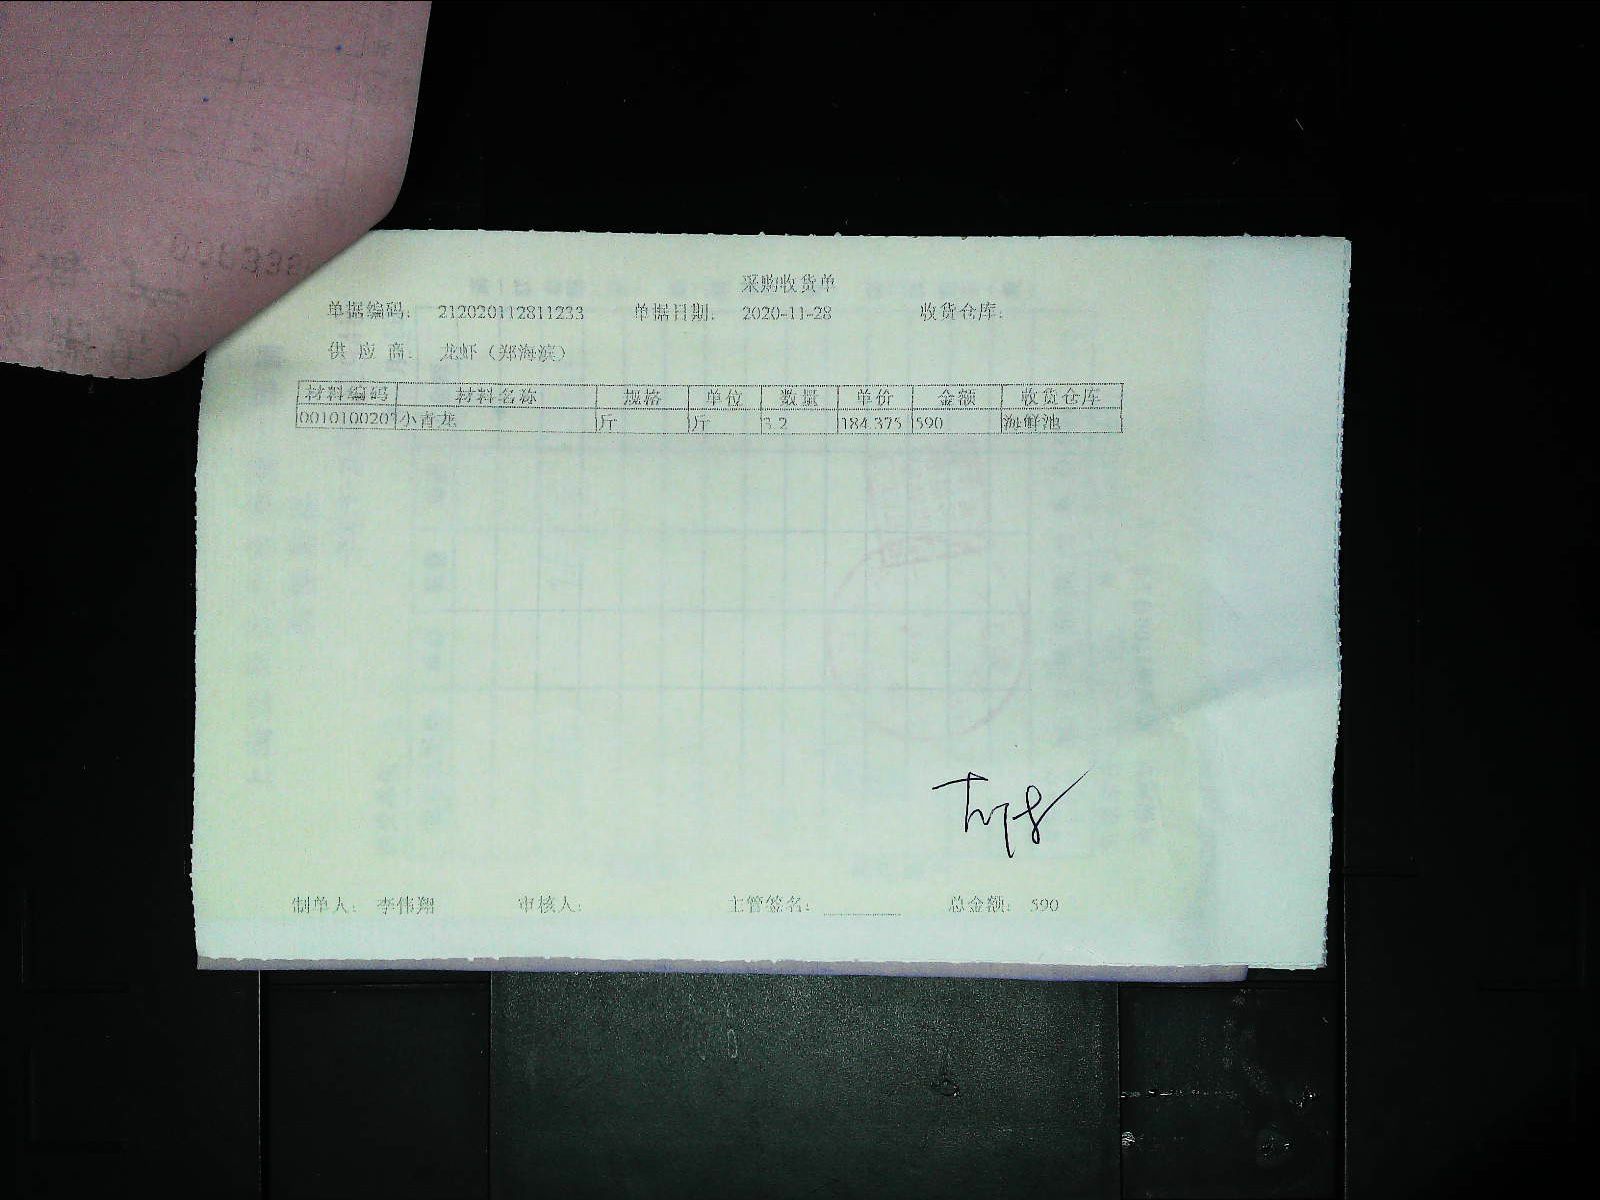 采购收货单
单据编码： 212020112811233 单据日期： 2020-11-28 收货仓库：
供 应 商： 龙虾（郑海滨）
材料编码 材料名称 规格 单位 数量 单价 金额 收货仓库
0010100207 小青龙 斤 斤 3.2 184.375 590 海鲜池
制单人： 李伟翔 审核人： 主管签名： 总金额： 590